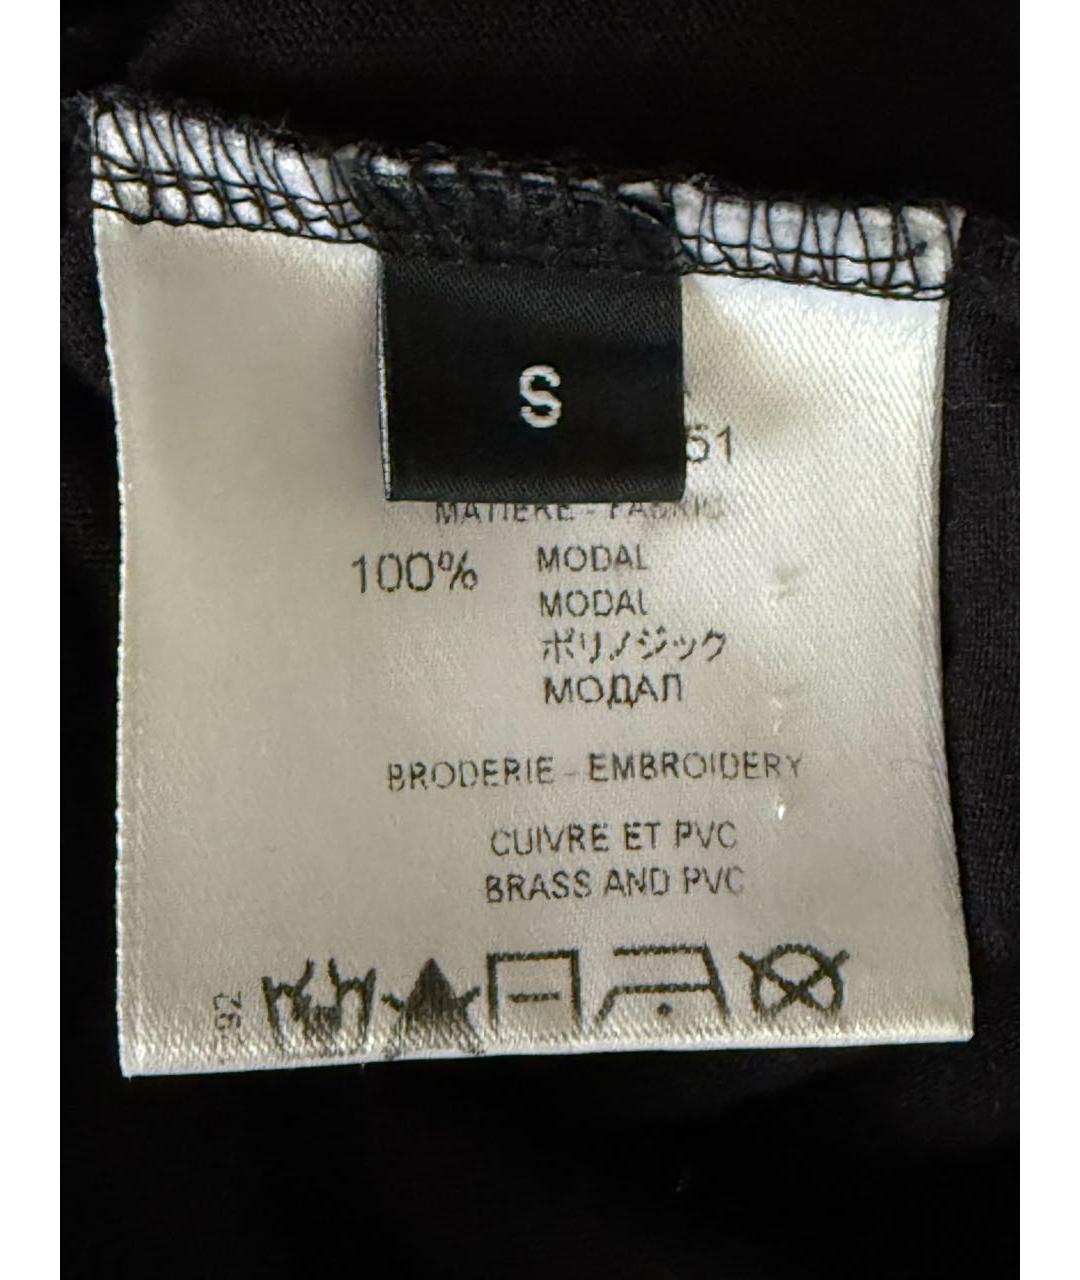 S
51
MATIERE - FABRIC
100% MODAL
MODAL
ポリノジック
МОДАЛ
BRODERIE - EMBROIDERY
CUIVRE ET PVC
BRASS AND PVC